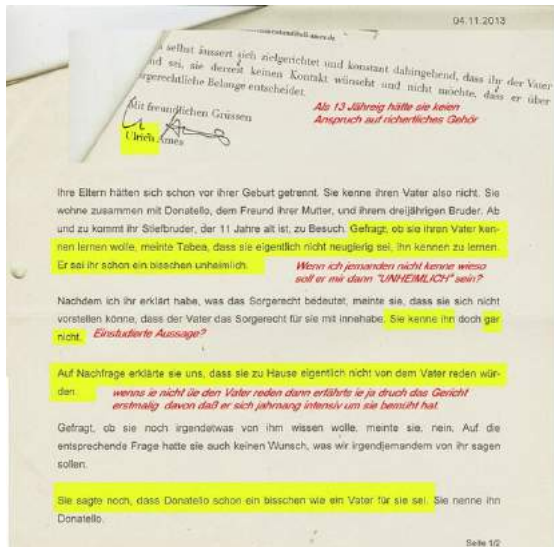 04.11.2013
selbst äussert sich zielgerichtet und konstant dahingehend, dass ihr der Vater
nd sei, sie derzeit keinen Kontakt wünscht und nicht möchte, dass er über
rgerechtliche Belange entscheidet.
Mit freundlichen Grüssen
Als 13 Jähreig hätte sie keien
Anspruch auf richertliches Gehör
Ulrich Ames
Ihre Eltern hätten sich schon vor ihrer Geburt getrennt. Sie kenne ihren Vater also nicht. Sie
wohne zusammen mit Donatello, dem Freund ihrer Mutter, und ihrem dreijährigen Bruder. Ab
und zu kommt ihr Stiefbruder, der 11 Jahre alt ist, zu Besuch. Gefragt, ob sie ihren Vater ken-
nen lernen wolle, meinte Tabea, dass sie eigentlich nicht neugierig sei, ihn kennen zu lernen.
Er sei ihr schon ein bisschen unheimlich.
Wenn ich jemanden nicht kenne wieso
soll er mir dann "UNHEIMLICH" sein?
Nachdem ich ihr erklärt habe, was das Sorgerecht bedeutet, meinte sie, dass sie sich nicht
vorstellen könne, dass der Vater das Sorgerecht für sie mit innehabe. Sie kenne ihn doch gar
nicht. Einstudierte Aussage?
Auf Nachfrage erklärte sie uns, dass sie zu Hause eigentlich nicht von dem Vater reden wür-
den. wenns ie nicht üe den Vater reden dann erfährts ie ja druch das Gericht
erstmalig davon daß er sich jahrnang intensiv um sie bemüht hat.
Gefragt, ob sie noch irgendetwas von ihm wissen wolle, meinte sie, nein. Auf die
entsprechende Frage hatte sie auch keinen Wunsch, was wir irgendjemandem von ihr sagen
sollen.
Sie sagte noch, dass Donatello schon ein bisschen wie ein Vater für sie sei. Sie nenne ihn
Donatello.
Seite 1/2